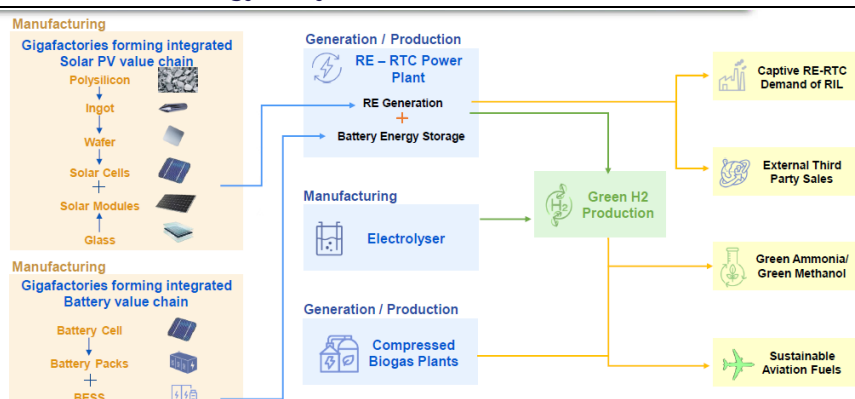 Manufacturing
Gigafactories forming integrated
Solar PV value chain
Polysilicon
Ingot
Wafer
Solar Cells
+
Solar Modules
Glass
Manufacturing
Gigafactories forming integrated
Battery value chain
Battery Cell
Battery Packs
+
BESS
Generation / Production
RE – RTC Power
Plant
RE Generation
+
Battery Energy Storage
Manufacturing
Electrolyser
Generation / Production
Compressed
Biogas Plants
H2
Green H2
Production
Captive RE-RTC
Demand of RIL
External Third
Party Sales
Green Ammonia/
Green Methanol
Sustainable
Aviation Fuels